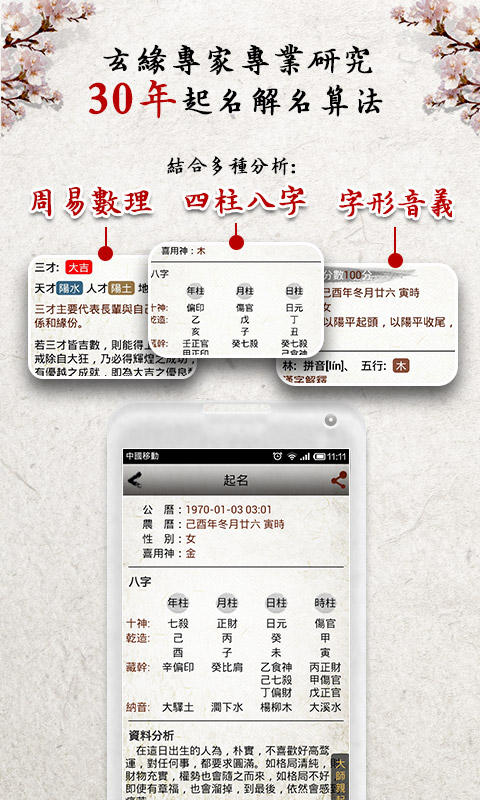 玄緣專家專業研究
30年起名解名算法
結合多種分析:
周易數理 四柱八字 字形音義
三才: 大吉
天才 陽水 人才 陽土 地
三才主要代表長輩與自己
係和緣份。
若三才皆吉數，則能得上
戒除自大狂，乃必得輝煌之成功，
有優越之成就，即為大吉之優良
喜用神：木
八字
年柱 月柱 日柱
十神: 偏印 傷官 日元
乾造: 乙 戊 丁
亥 子 丑
藏幹: 壬正官 癸七殺 癸七殺
甲正印 己食神
分數100分
己酉年冬月廿六 寅時
女
以陽平起頭，以陽平收尾，
林: 拼音[lín]、 五行: 木
漢字解釋
中國移動 11:11
起名
公 曆：1970-01-03 03:01
農 曆：己酉年冬月廿六 寅時
性 別：女
喜用神：金
八字
年柱 月柱 日柱 時柱
十神: 七殺 正財 日元 傷官
乾造: 己 丙 癸 甲
酉 子 未 寅
藏幹: 辛偏印 癸比肩 乙食神 丙正財
己七殺 甲傷官
丁偏財 戊正官
納音: 大驛土 澗下水 楊柳木 大溪水
資料分析
在這日出生的人為，朴實，不喜歡好高騖
運，對任何事，都要求圓滿。如格局清純，財
財物充實，權勢也會隨之而來，如格局不好，
即使有幸福，也會溜掉，到最後，依然會感
大師親起